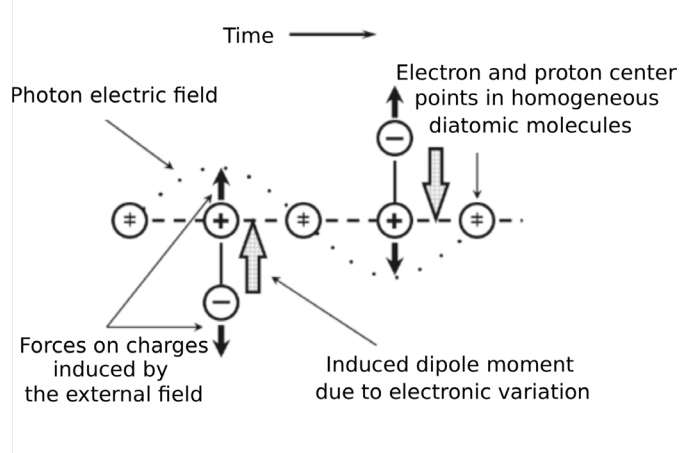 Time
Electron and proton center
points in homogeneous
diatomic molecules
Photon electric field
+
−
+
−
Forces on charges
induced by
the external field
Induced dipole moment
due to electronic variation